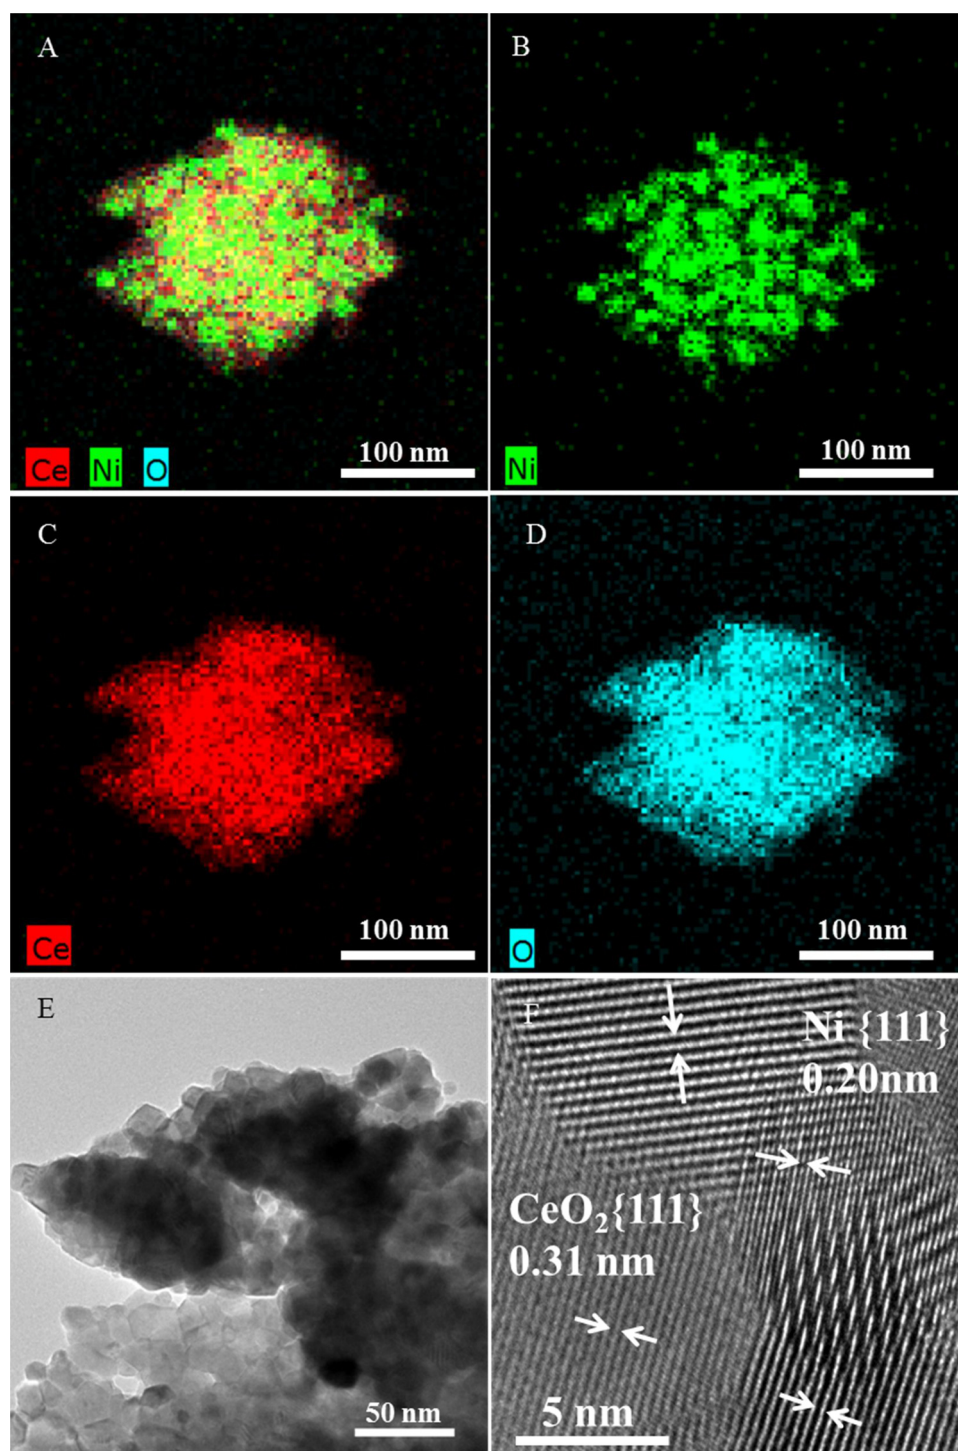 A
B
100 nm
Ce Ni O
100 nm
Ni
C
D
100 nm
Ce
100 nm
O
E
F
Ni {111}
0.20nm
CeO₂{111}
0.31 nm
50 nm
5 nm